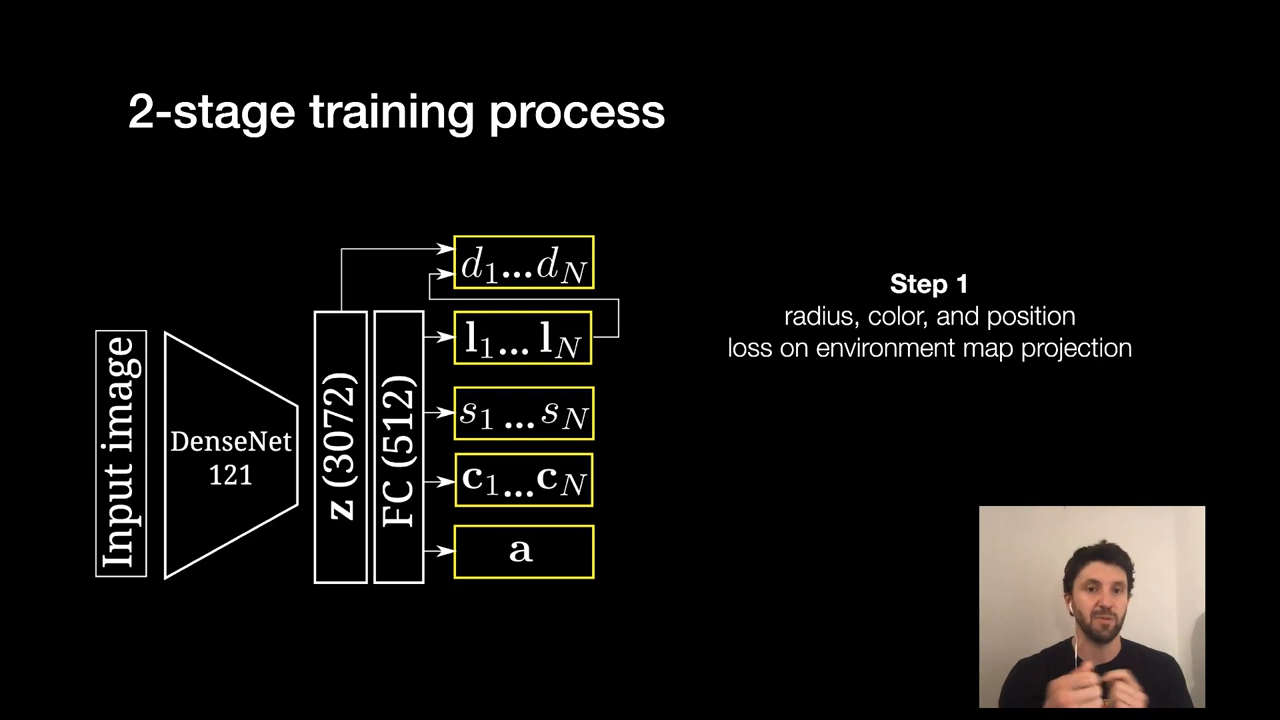 2-stage training process
d₁...d_N
l₁...l_N
s₁...s_N
c₁...c_N
a
Input image
DenseNet
121
z (3072)
FC (512)
Step 1
radius, color, and position
loss on environment map projection